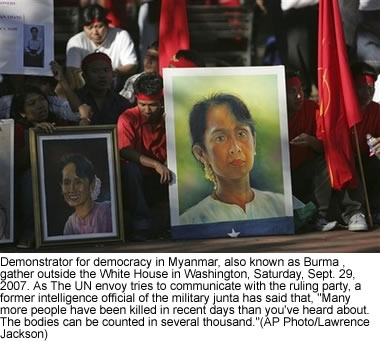 Demonstrator for democracy in Myanmar, also known as Burma ,
gather outside the White House in Washington, Saturday, Sept. 29,
2007. As The UN envoy tries to communicate with the ruling party, a
former intelligence official of the military junta has said that, "Many
more people have been killed in recent days than you've heard about.
The bodies can be counted in several thousand."(AP Photo/Lawrence
Jackson)